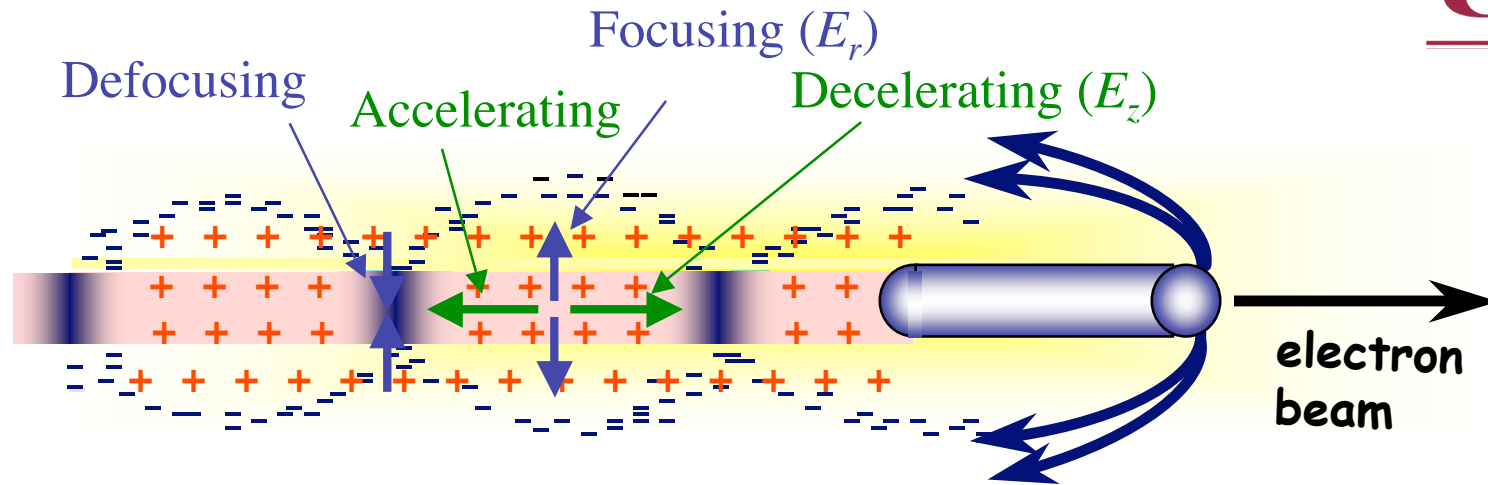 Focusing (E_r)
Defocusing
Accelerating
Decelerating (E_z)
electron
beam